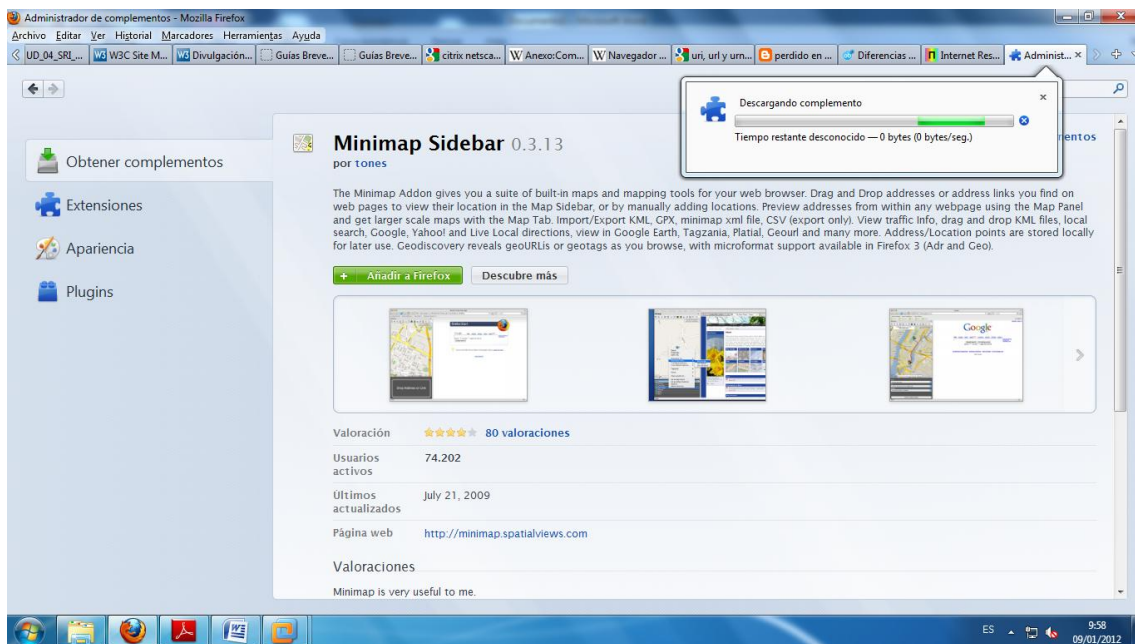 Administrador de complementos - Mozilla Firefox
Archivo Editar Ver Historial Marcadores Herramientas Ayuda
UD_04_SRI_... W3C Site M... Divulgación... Guías Breve... Guías Breve... citrix netsca... Anexo:Com... Navegador ... uri, url y urn... perdido en ... Diferencias ... Internet Res... Administ...
Descargando complemento
Tiempo restante desconocido — 0 bytes (0 bytes/seg.)
Obtener complementos
Extensiones
Apariencia
Plugins
Minimap Sidebar 0.3.13
por tones
The Minimap Addon gives you a suite of built-in maps and mapping tools for your web browser. Drag and Drop addresses or address links you find on
web pages to view their location in the Map Sidebar, or by manually adding locations. Preview addresses from within any webpage using the Map Panel
and get larger scale maps with the Map Tab. Import/Export KML, GPX, minimap xml file, CSV (export only). View traffic Info, drag and drop KML files, local
search, Google, Yahoo! and Live Local directions, view in Google Earth, Tagzania, Platial, Geourl and many more. Address/Location points are stored locally
for later use. Geodiscovery reveals geoURLis or geotags as you browse, with microformat support available in Firefox 3 (Adr and Geo).
+ Añadir a Firefox
Descubre más
Google
Valoración 80 valoraciones
Usuarios activos 74.202
Últimos actualizados July 21, 2009
Página web http://minimap.spatialviews.com
Valoraciones
Minimap is very useful to me.
ES
9:58
09/01/2012